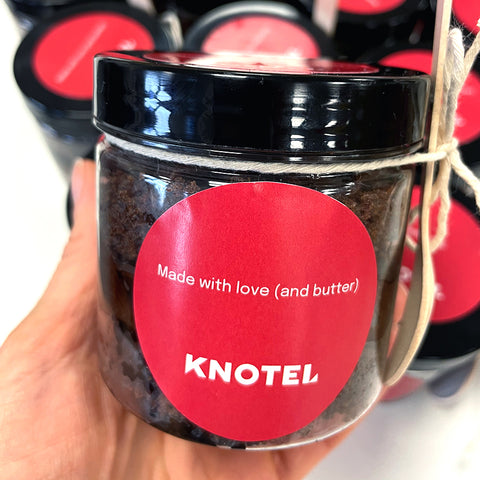 Made with love (and butter)
KNOTEL